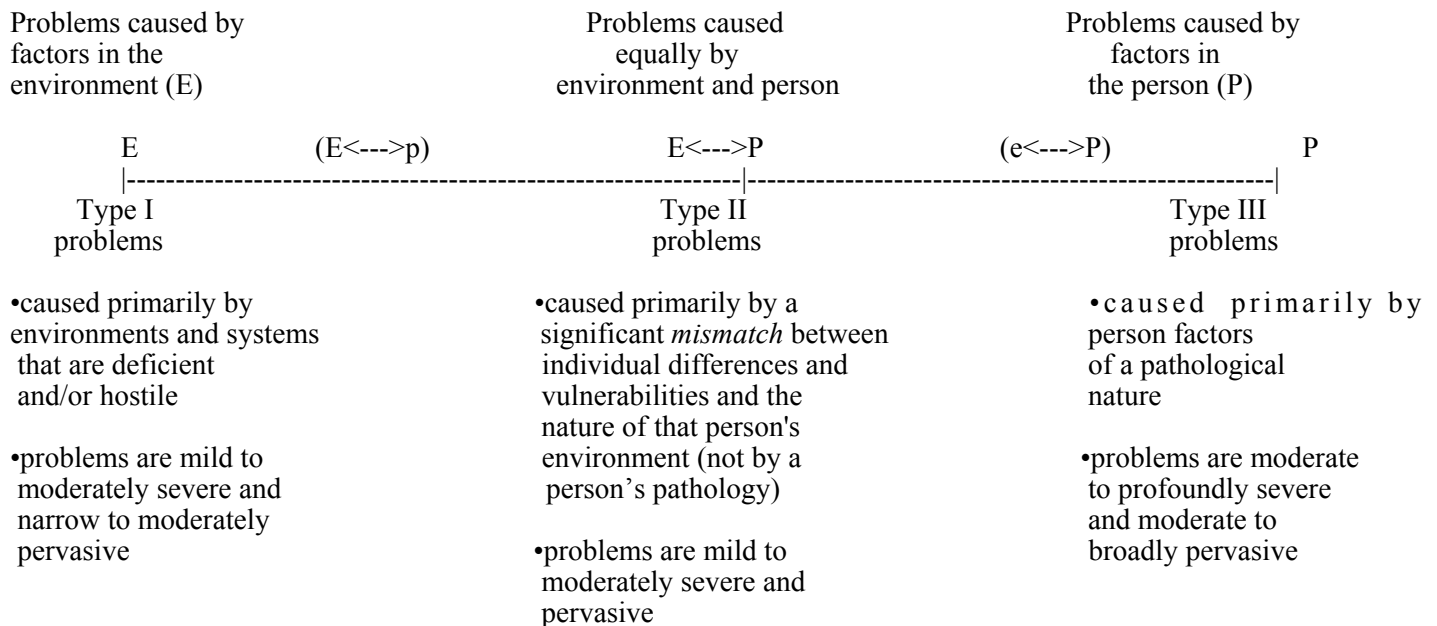 Problems caused by
factors in the
environment (E)
Problems caused
equally by
environment and person
Problems caused by
factors in
the person (P)
E (E<--->p) E<--->P (e<--->P) P
|------------------------------------------------------------|----------------------------------------------------|
Type I
problems
Type II
problems
Type III
problems
•caused primarily by
environments and systems
that are deficient
and/or hostile
•problems are mild to
moderately severe and
narrow to moderately
pervasive
•caused primarily by a
significant mismatch between
individual differences and
vulnerabilities and the
nature of that person's
environment (not by a
person’s pathology)
•problems are mild to
moderately severe and
pervasive
•caused primarily by
person factors
of a pathological
nature
•problems are moderate
to profoundly severe
and moderate to
broadly pervasive